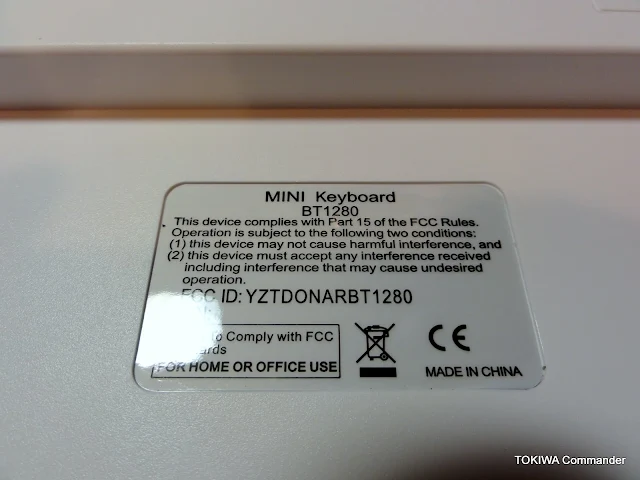 MINI Keyboard
BT1280
This device complies with Part 15 of the FCC Rules.
Operation is subject to the following two conditions:
(1) this device may not cause harmful interference, and
(2) this device must accept any interference received
including interference that may cause undesired
operation.
FCC ID: YZTDONARBT1280
to Comply with FCC
FOR HOME OR OFFICE USE
CE
MADE IN CHINA
TOKIWA Commander